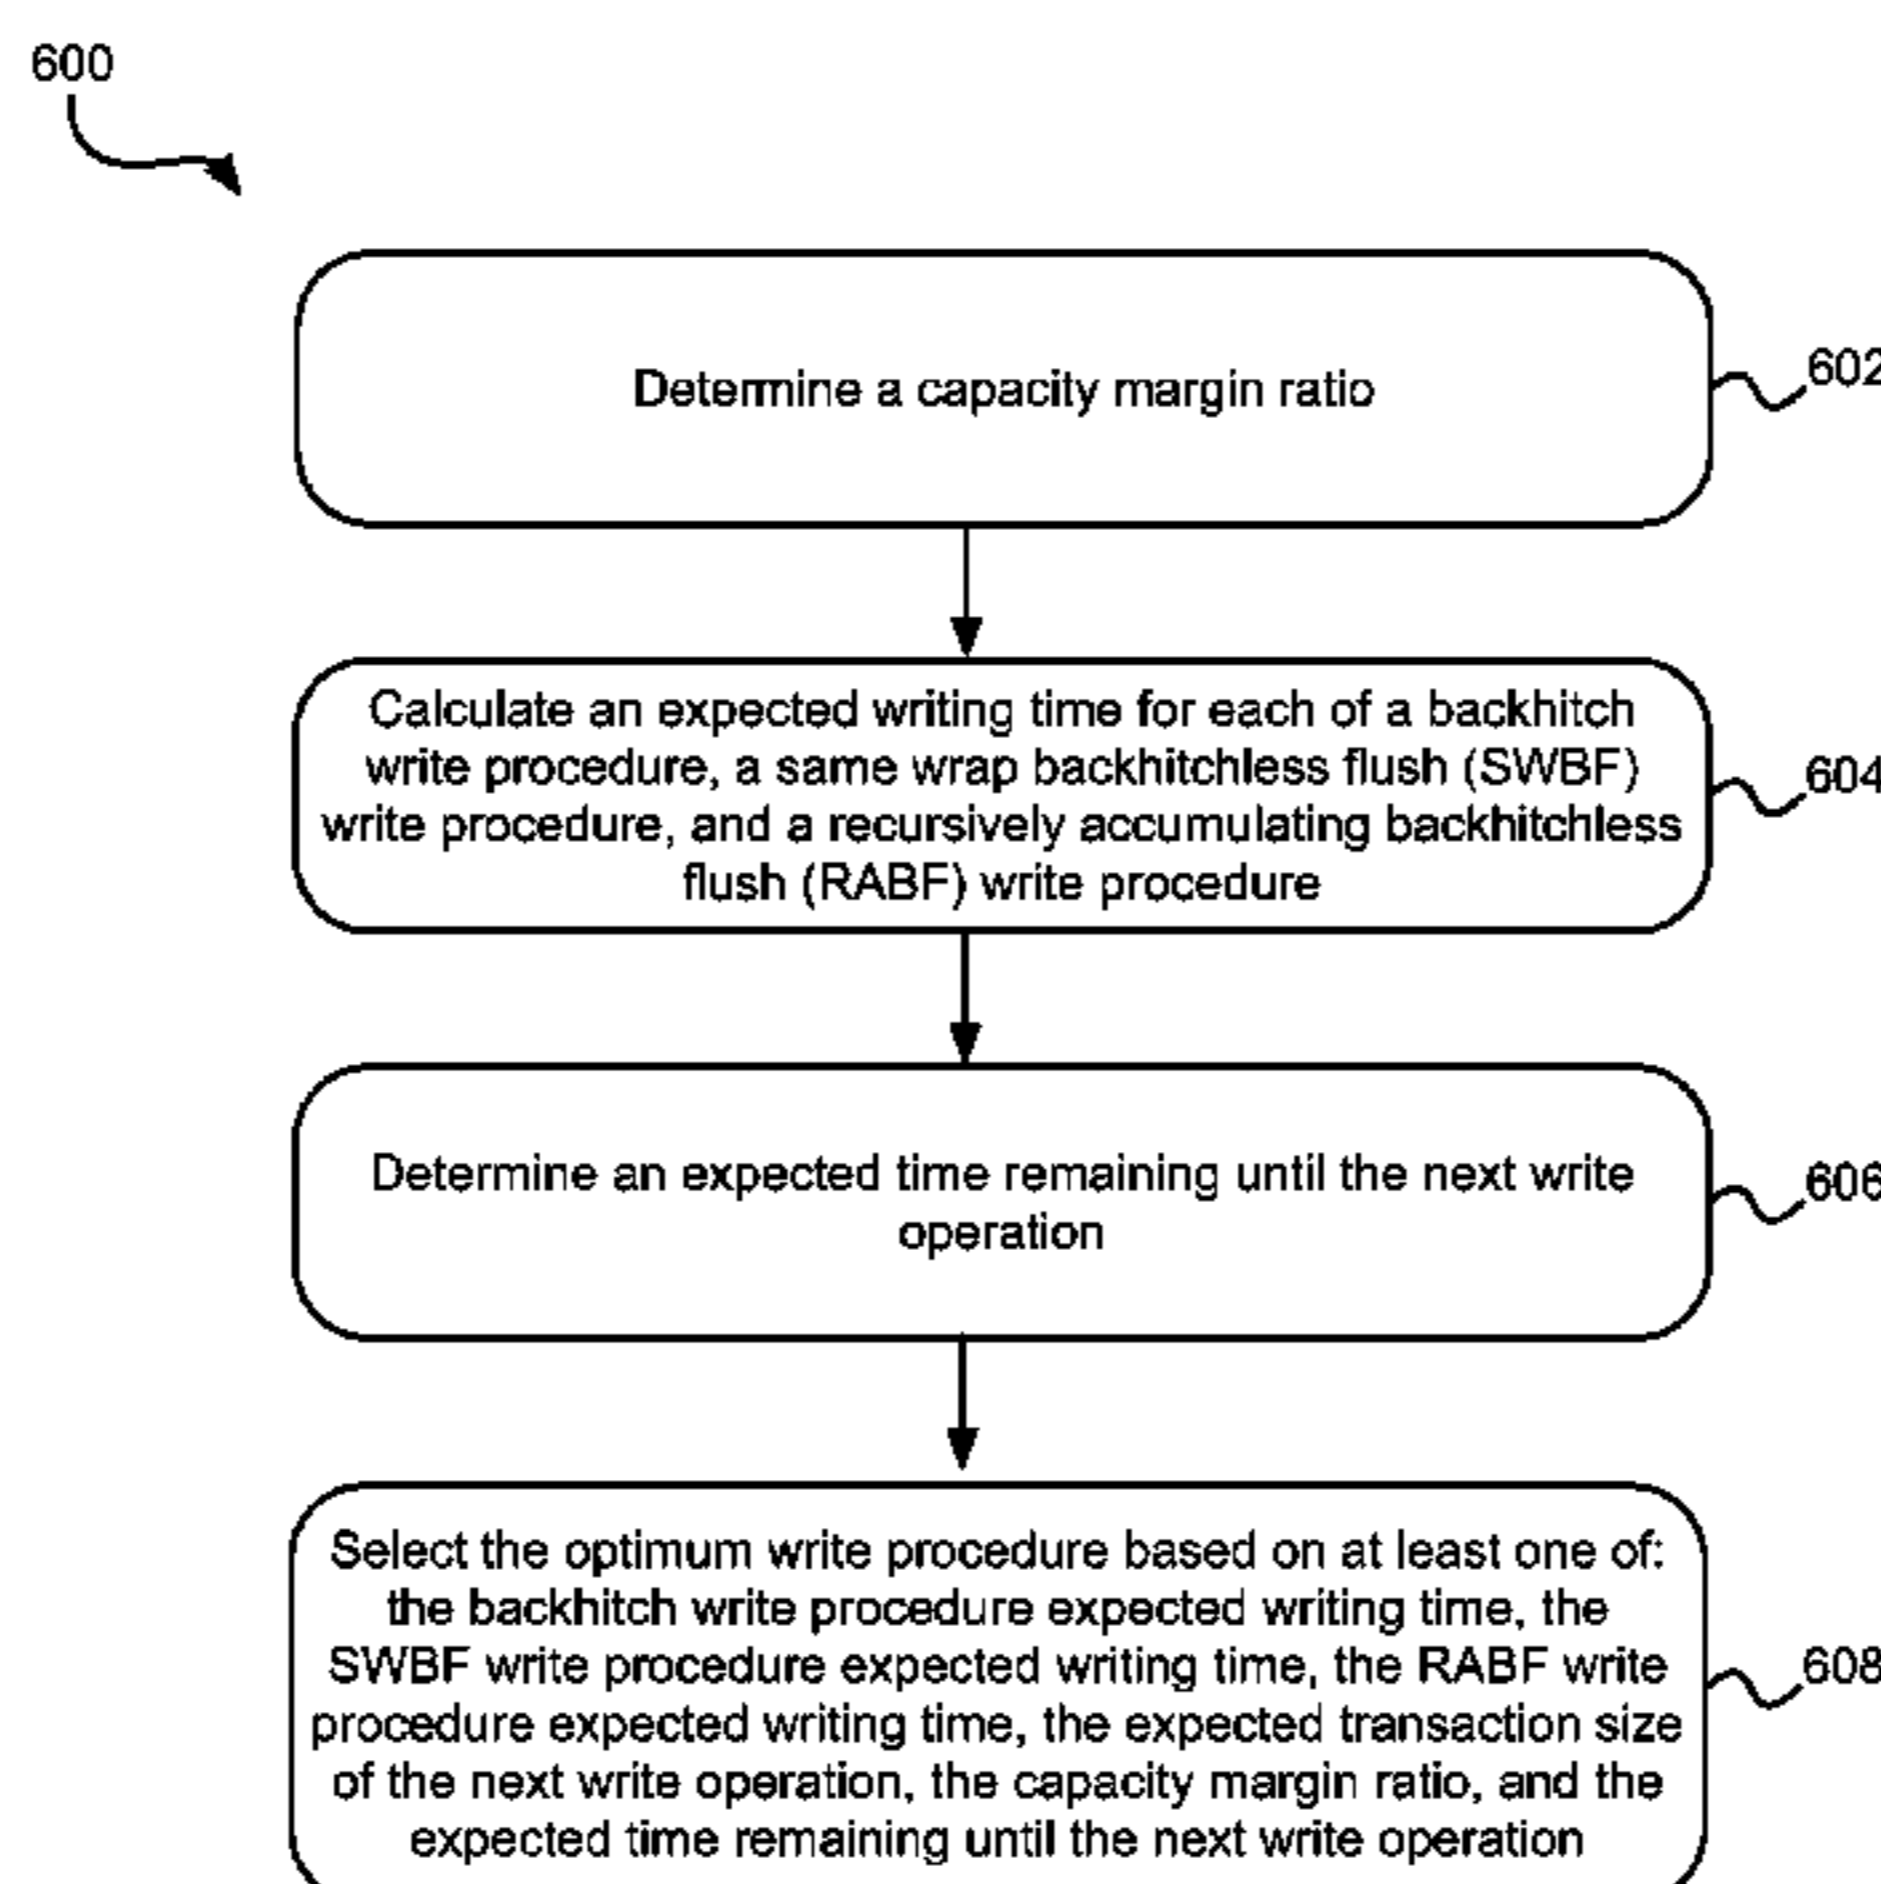 600
Determine a capacity margin ratio
602
Calculate an expected writing time for each of a backhitch
write procedure, a same wrap backhitchless flush (SWBF)
write procedure, and a recursively accumulating backhitchless
flush (RABF) write procedure
604
Determine an expected time remaining until the next write
operation
606
Select the optimum write procedure based on at least one of:
the backhitch write procedure expected writing time, the
SWBF write procedure expected writing time, the RABF write
procedure expected writing time, the expected transaction size
of the next write operation, the capacity margin ratio, and the
expected time remaining until the next write operation
608